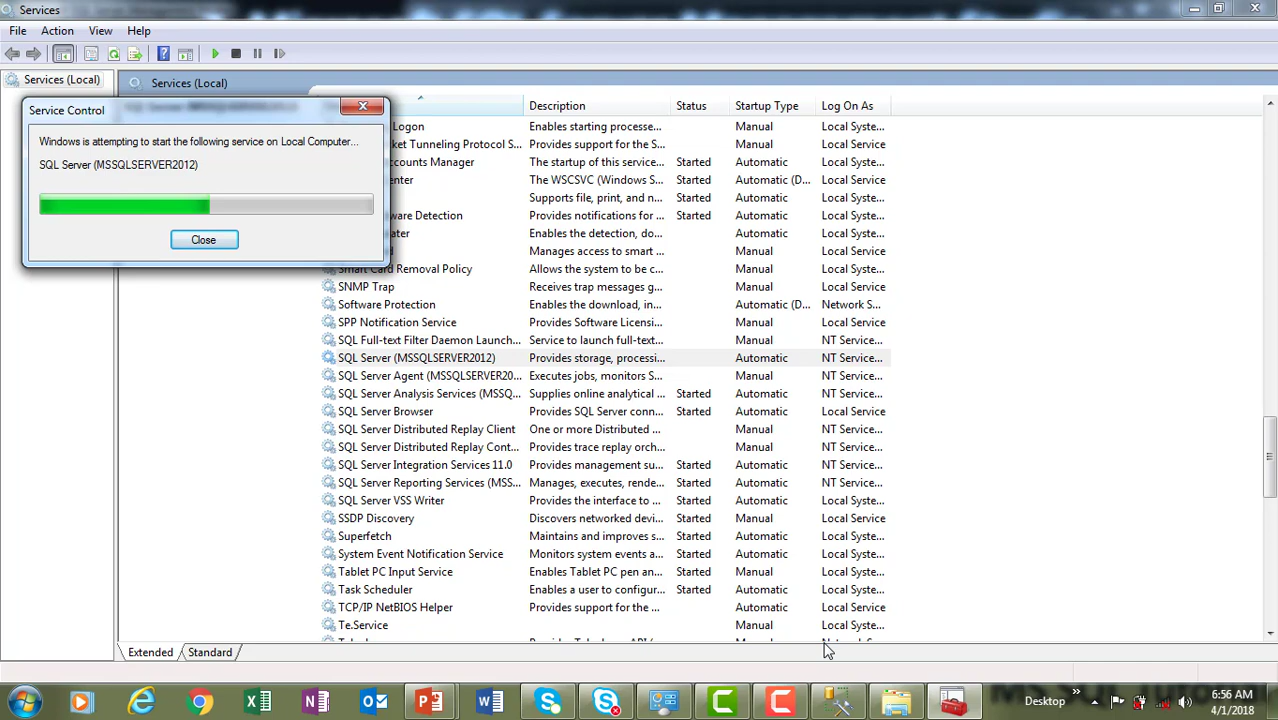 Services
File Action View Help
Services (Local)
Services (Local)
Service Control
Windows is attempting to start the following service on Local Computer...
SQL Server (MSSQLSERVER2012)
Close
Description Status Startup Type Log On As
Logon Enables starting processe... Manual Local Syste...
ket Tunneling Protocol S... Provides support for the S... Manual Local Service
ccounts Manager The startup of this service... Started Automatic Local Syste...
enter The WSCSVC (Windows S... Started Automatic (D... Local Service
Supports file, print, and n... Started Automatic Local Syste...
ware Detection Provides notifications for ... Started Automatic Local Syste...
ater Enables the detection, do... Manual Local Syste...
Manages access to smart ... Manual Local Service
Smart Card Removal Policy Allows the system to be c... Manual Local Syste...
SNMP Trap Receives trap messages g... Manual Local Service
Software Protection Enables the download, in... Automatic (D... Network S...
SPP Notification Service Provides Software Licensi... Manual Local Service
SQL Full-text Filter Daemon Launch... Service to launch full-text... Manual NT Service...
SQL Server (MSSQLSERVER2012) Provides storage, processi... Automatic NT Service...
SQL Server Agent (MSSQLSERVER20... Executes jobs, monitors S... Manual NT Service...
SQL Server Analysis Services (MSSQ... Supplies online analytical ... Started Automatic NT Service...
SQL Server Browser Provides SQL Server conn... Started Automatic Local Service
SQL Server Distributed Replay Client One or more Distributed ... Manual NT Service...
SQL Server Distributed Replay Cont... Provides trace replay orch... Manual NT Service...
SQL Server Integration Services 11.0 Provides management su... Started Automatic NT Service...
SQL Server Reporting Services (MSS... Manages, executes, rende... Started Automatic NT Service...
SQL Server VSS Writer Provides the interface to ... Started Automatic Local Syste...
SSDP Discovery Discovers networked devi... Started Manual Local Service
Superfetch Maintains and improves s... Started Automatic Local Syste...
System Event Notification Service Monitors system events a... Started Automatic Local Syste...
Tablet PC Input Service Enables Tablet PC pen an... Started Manual Local Syste...
Task Scheduler Enables a user to configur... Started Automatic Local Syste...
TCP/IP NetBIOS Helper Provides support for the ... Automatic Local Service
Te.Service Manual Local Syste...
Extended Standard
Desktop 6:56 AM
4/1/2018